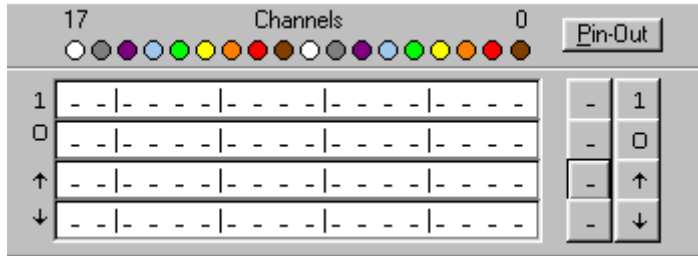 17 Channels 0 Pin-Out
1 - -|- - - -|- - - -|- - - -|- - - - - 1
0 - -|- - - -|- - - -|- - - -|- - - - - 0
↑ - -|- - - -|- - - -|- - - -|- - - - - ↑
↓ - -|- - - -|- - - -|- - - -|- - - - - ↓